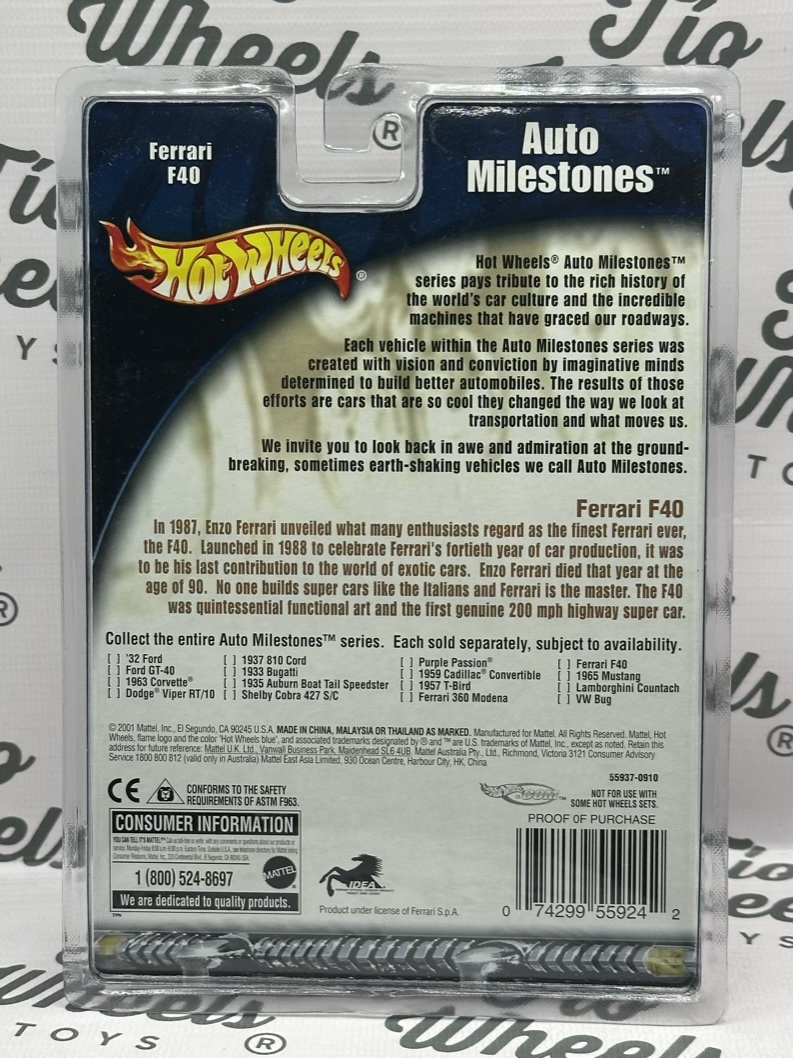 Wheels
Tío
®
Ferrari
F40
Auto
Milestones™
Hot Wheels®
Hot Wheels® Auto Milestones™
series pays tribute to the rich history of
the world's car culture and the incredible
machines that have graced our roadways.
Each vehicle within the Auto Milestones series was
created with vision and conviction by imaginative minds
determined to build better automobiles. The results of those
efforts are cars that are so cool they changed the way we look at
transportation and what moves us.
We invite you to look back in awe and admiration at the ground-
breaking, sometimes earth-shaking vehicles we call Auto Milestones.
Ferrari F40
In 1987, Enzo Ferrari unveiled what many enthusiasts regard as the finest Ferrari ever,
the F40. Launched in 1988 to celebrate Ferrari's fortieth year of car production, it was
to be his last contribution to the world of exotic cars. Enzo Ferrari died that year at the
age of 90. No one builds super cars like the Italians and Ferrari is the master. The F40
was quintessential functional art and the first genuine 200 mph highway super car.
Collect the entire Auto Milestones™ series. Each sold separately, subject to availability.
[ ] '32 Ford
[ ] Ford GT-40
[ ] 1963 Corvette®
[ ] Dodge® Viper RT/10
[ ] 1937 810 Cord
[ ] 1933 Bugatti
[ ] 1935 Auburn Boat Tail Speedster
[ ] Shelby Cobra 427 S/C
[ ] Purple Passion®
[ ] 1959 Cadillac® Convertible
[ ] 1957 T-Bird
[ ] Ferrari 360 Modena
[ ] Ferrari F40
[ ] 1965 Mustang
[ ] Lamborghini Countach
[ ] VW Bug
© 2001 Mattel, Inc., El Segundo, CA 90245 U.S.A. MADE IN CHINA, MALAYSIA OR THAILAND AS MARKED. Manufactured for Mattel. All Rights Reserved. Mattel, Hot
Wheels, flame logo and the color "Hot Wheels blue", and associated trademarks designated by ® and ™ are U.S. trademarks of Mattel, Inc., except as noted. Retain this
address for future reference: Mattel U.K. Ltd., Vanwall Business Park, Maidenhead SL6 4UB. Mattel Australia Pty., Ltd., Richmond, Victoria 3121 Consumer Advisory
Service 1800 800 812 (valid only in Australia) Mattel East Asia Limited, 930 Ocean Centre, Harbour City, HK, China
55937-0910
CE
CONFORMS TO THE SAFETY
REQUIREMENTS OF ASTM F963.
.COM™
NOT FOR USE WITH
SOME HOT WHEELS SETS.
CONSUMER INFORMATION
YOU CAN TELL IT'S MATTEL!™
1 (800) 524-8697
MATTEL
We are dedicated to quality products.
IDEA
Product under license of Ferrari S.p.A.
PROOF OF PURCHASE
0 74299 55924 2
TOYS ®